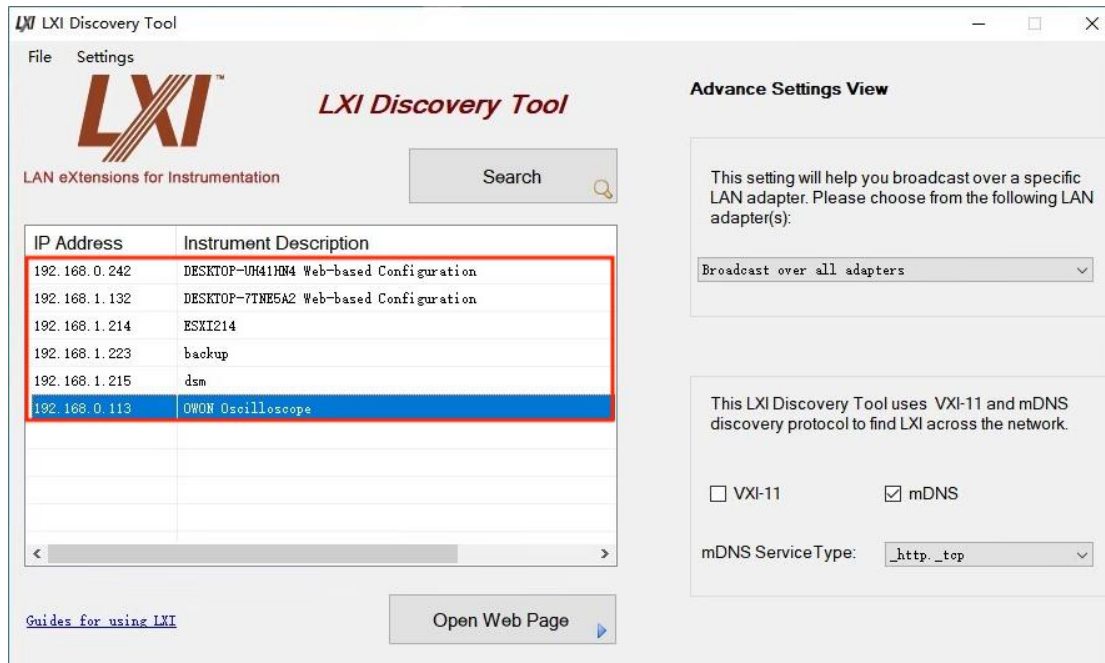 LXI LXI Discovery Tool
File Settings
LXI™
LAN eXtensions for Instrumentation
LXI Discovery Tool
Search
IP Address Instrument Description
192.168.0.242 DESKTOP-UH41HN4 Web-based Configuration
192.168.1.132 DESKTOP-7TNE5A2 Web-based Configuration
192.168.1.214 ESXI214
192.168.1.223 backup
192.168.1.215 dsm
192.168.0.113 OWON Oscilloscope
Guides for using LXI
Open Web Page
Advance Settings View
This setting will help you broadcast over a specific
LAN adapter. Please choose from the following LAN
adapter(s):
Broadcast over all adapters
This LXI Discovery Tool uses VXI-11 and mDNS
discovery protocol to find LXI across the network.
VXI-11 mDNS
mDNS ServiceType: _http._tcp